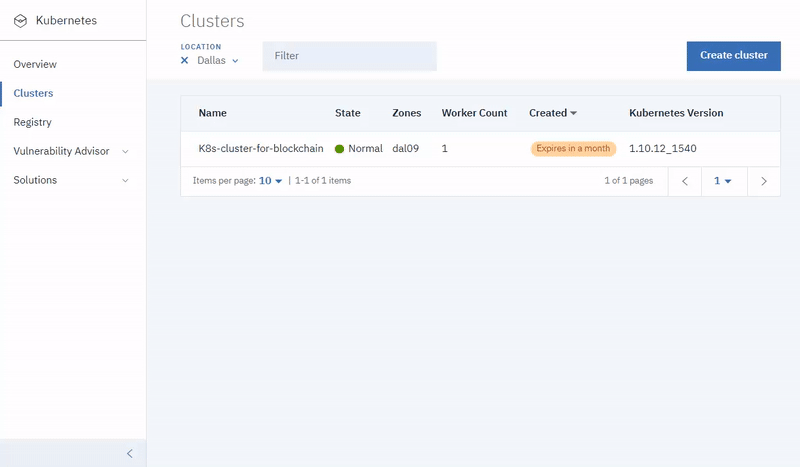 Kubernetes
Overview
Clusters
Registry
Vulnerability Advisor
Solutions
Clusters
LOCATION
Dallas
Filter
Create cluster
Name State Zones Worker Count Created Kubernetes Version
K8s-cluster-for-blockchain Normal dal09 1 Expires in a month 1.10.12_1540
Items per page: 10 | 1-1 of 1 items 1 of 1 pages 1